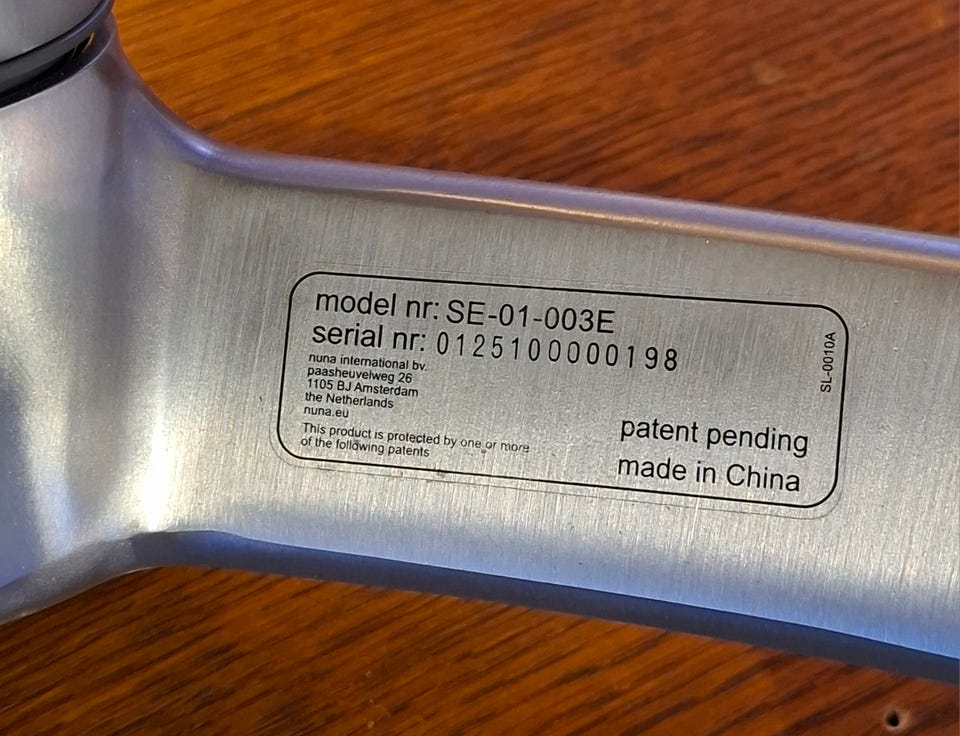 model nr: SE-01-003E
serial nr: 0125100000198
nuna international bv.
paasheuvelweg 26
1105 BJ Amsterdam
the Netherlands
nuna.eu
This product is protected by one or more
of the following patents
patent pending
made in China
SL-0010A